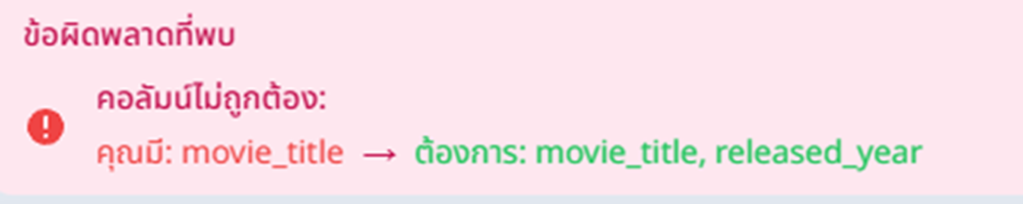 ข้อผิดพลาดที่พบ
คอลัมน์ไม่ถูกต้อง:
คุณมี: movie_title → ต้องการ: movie_title, released_year